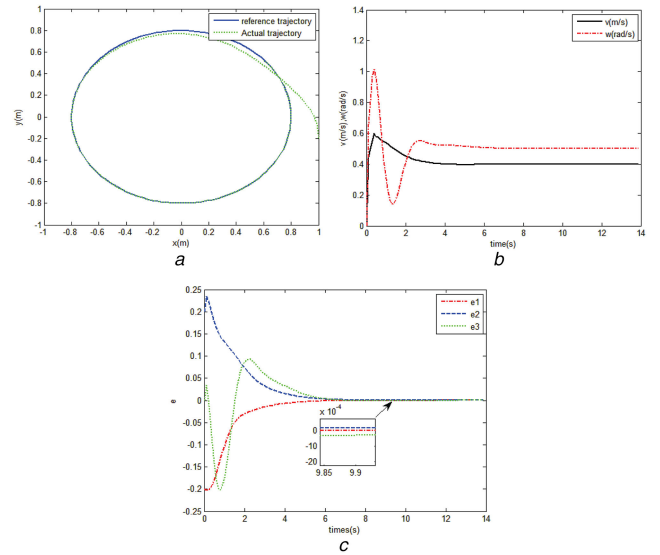 1
0.8
0.6
0.4
0.2
0
-0.2
-0.4
-0.6
-0.8
-1
y(m)
reference trajectory
Actual trajectory
-1 -0.8 -0.6 -0.4 -0.2 0 0.2 0.4 0.6 0.8 1
x(m)
a
1.4
1.2
1
0.8
0.6
0.4
0.2
0
v(m/s),w(rad/s)
v(m/s)
w(rad/s)
0 2 4 6 8 10 12 14
time(s)
b
0.25
0.2
0.15
0.1
0.05
0
-0.05
-0.1
-0.15
-0.2
-0.25
e
e1
e2
e3
x 10-4
0
-10
-20
9.85 9.9
0 2 4 6 8 10 12 14
times(s)
c